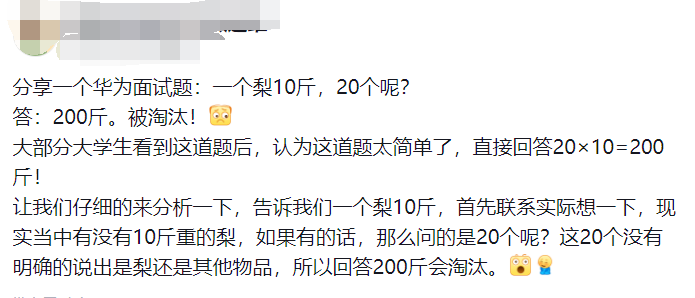 分享一个华为面试题：一个梨10斤，20个呢？
答：200斤。被淘汰！
大部分大学生看到这道题后，认为这道题太简单了，直接回答20×10=200
斤！
让我们仔细的来分析一下，告诉我们一个梨10斤，首先联系实际想一下，现
实当中有没有10斤重的梨，如果有的话，那么问的是20个呢？这20个没有
明确的说出是梨还是其他物品，所以回答200斤会淘汰。